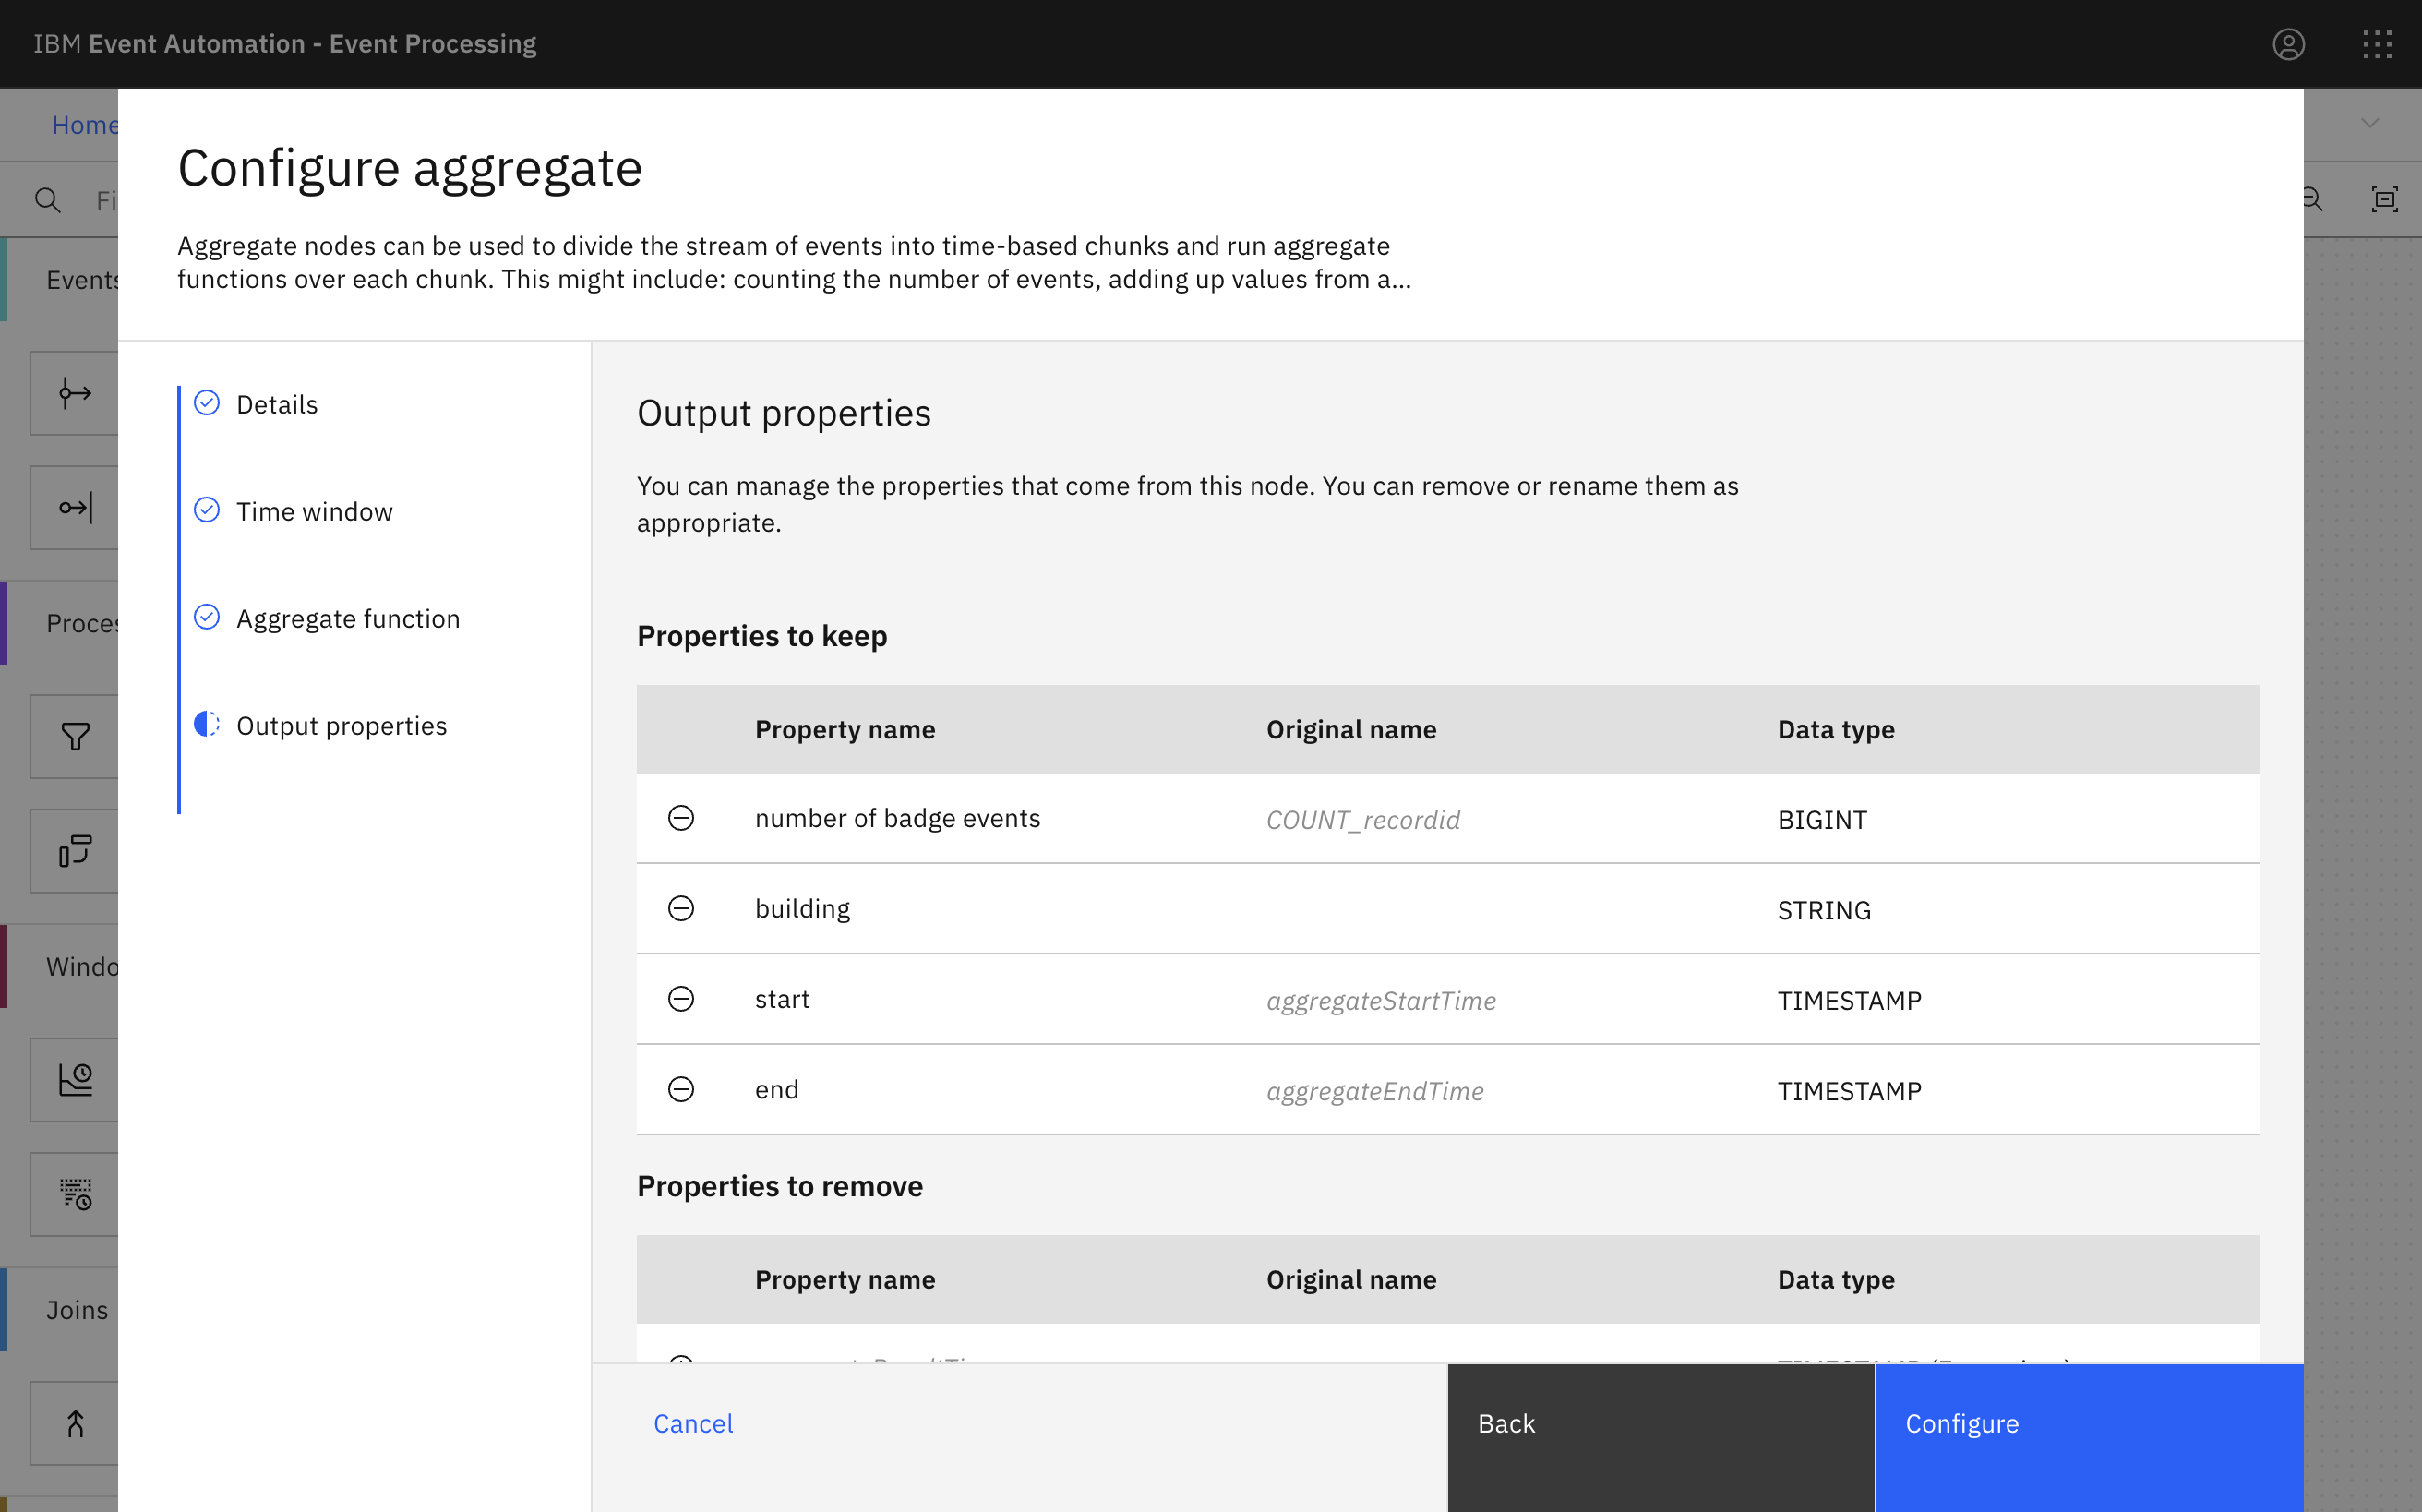 IBM Event Automation - Event Processing
Home
Configure aggregate
Aggregate nodes can be used to divide the stream of events into time-based chunks and run aggregate
functions over each chunk. This might include: counting the number of events, adding up values from a...
Fi
Events
Proces
Windo
Joins
Details
Time window
Aggregate function
Output properties
Output properties
You can manage the properties that come from this node. You can remove or rename them as
appropriate.
Properties to keep
Property name Original name Data type
number of badge events COUNT_recordid BIGINT
building STRING
start aggregateStartTime TIMESTAMP
end aggregateEndTime TIMESTAMP
Properties to remove
Property name Original name Data type
Cancel
Back
Configure